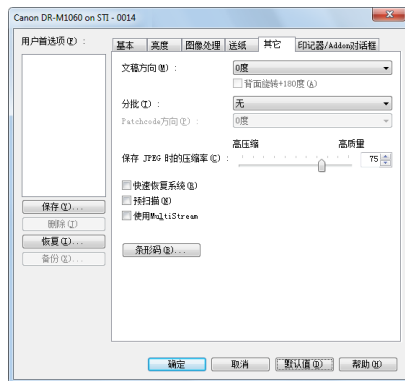 Canon DR-M1060 on STI - 0014
用户首选项(P) :
保存(V)...
删除(T)
恢复(Z)...
备份(X)...
基本 亮度 图像处理 送纸 其它 印记器/Addon对话框
文稿方向(M) : 0度
背面旋转+180度(A)
分批(I) : 无
Patchcode方向(P) : 0度
高压缩 高质量
保存 JPEG 时的压缩率(C) : 75
快速恢复系统(R)
预扫描(N)
使用MultiStream
条形码(B)...
确定 取消 默认值(D) 帮助(H)